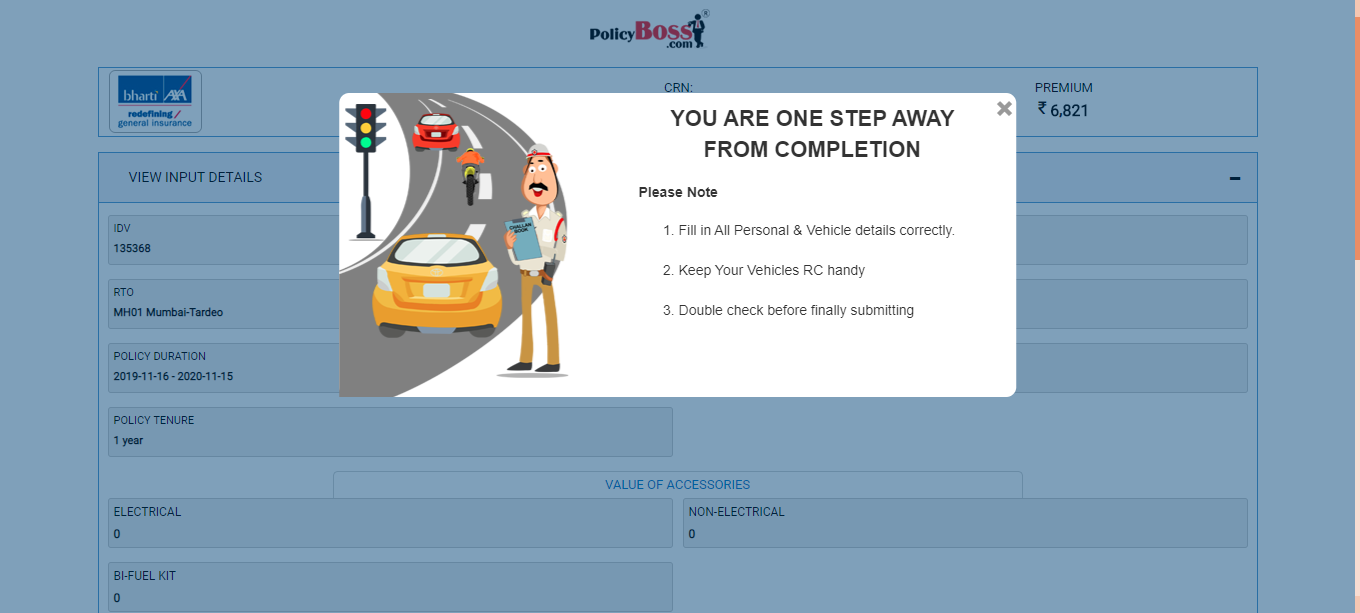 PolicyBoss®
.com
bharti AXA
redefining /
general insurance
CRN:
PREMIUM
₹ 6,821
YOU ARE ONE STEP AWAY
FROM COMPLETION
Please Note
1. Fill in All Personal & Vehicle details correctly.
2. Keep Your Vehicles RC handy
3. Double check before finally submitting
CHALLAN
BOOK
VIEW INPUT DETAILS
IDV
135368
RTO
MH01 Mumbai-Tardeo
POLICY DURATION
2019-11-16 - 2020-11-15
POLICY TENURE
1 year
VALUE OF ACCESSORIES
ELECTRICAL
0
NON-ELECTRICAL
0
BI-FUEL KIT
0